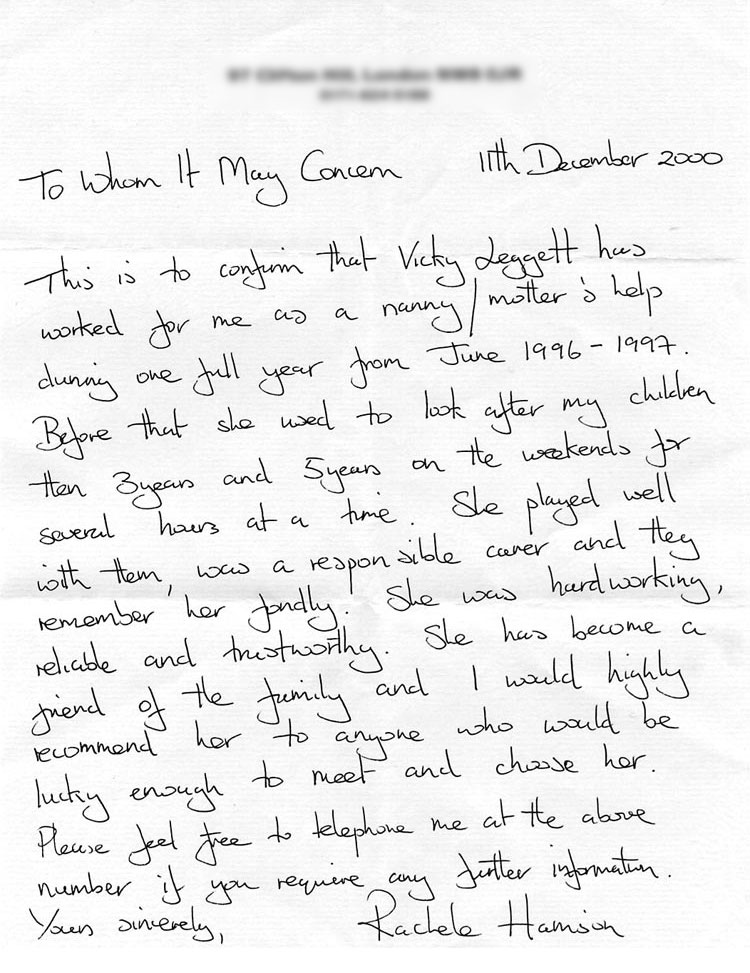 To Whom It May Concern 11th December 2000
This is to confirm that Vicky Leggett has
worked for me as a nanny/mother's help
during one full year from June 1996 - 1997.
Before that she used to look after my children
then 3years and 5years on the weekends for
several hours at a time. She played well
with them, was a responsible carer and they
remember her fondly. She was hardworking,
reliable and trustworthy. She has become a
friend of the family and I would highly
recommend her to anyone who would be
lucky enough to meet and choose her.
Please feel free to telephone me at the above
number if you require any further information.
Yours sincerely, Rachele Harrison